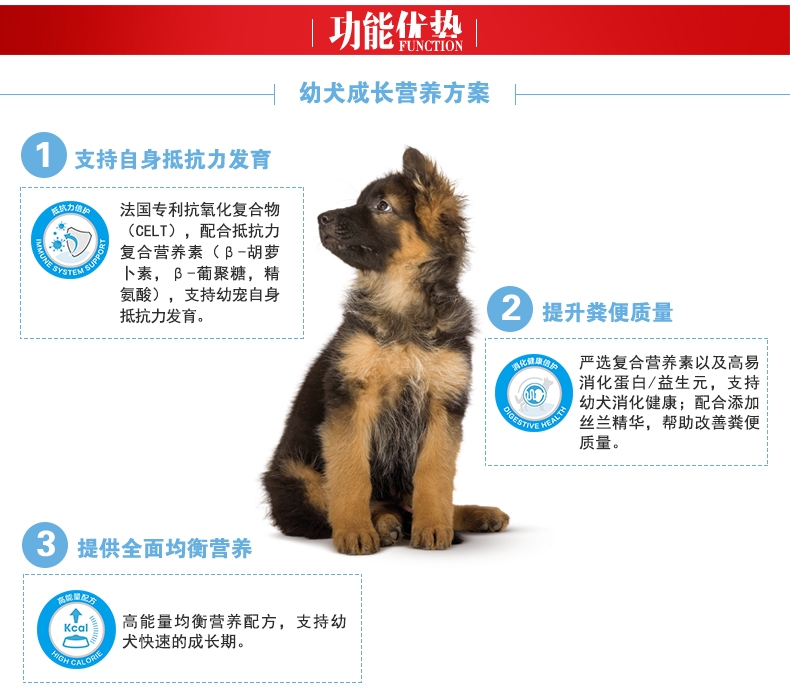 功能优势
FUNCTION
幼犬成长营养方案
1 支持自身抵抗力发育
抵抗力倍护
IMMUNE SYSTEM SUPPORT
法国专利抗氧化复合物
（CELT），配合抵抗力
复合营养素（β-胡萝
卜素，β-葡聚糖，精
氨酸），支持幼宠自身
抵抗力发育。
2 提升粪便质量
消化健康倍护
DIGESTIVE HEALTH
严选复合营养素以及高易
消化蛋白/益生元，支持
幼犬消化健康；配合添加
丝兰精华，帮助改善粪便
质量。
3 提供全面均衡营养
高能量配方
Kcal
HIGH CALORIE
高能量均衡营养配方，支持幼
犬快速的成长期。